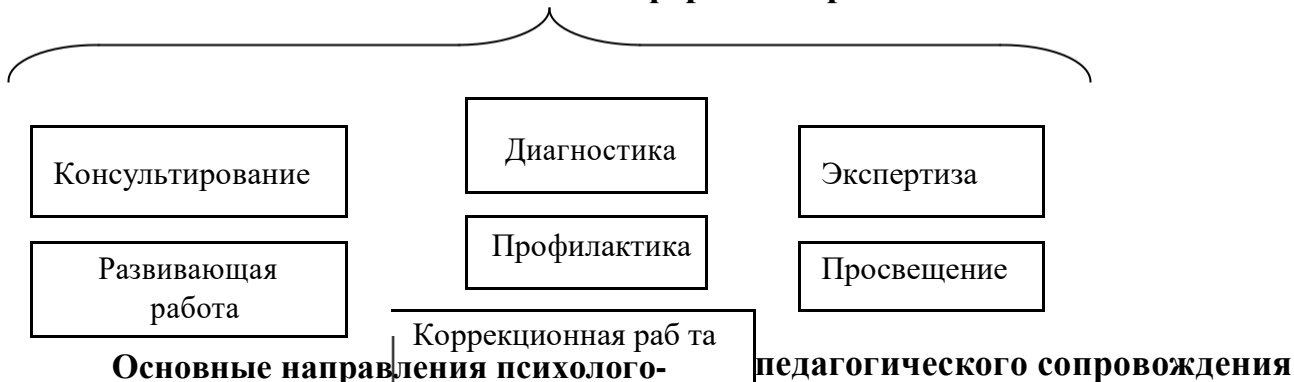 Консультирование
Диагностика
Экспертиза
Развивающая
работа
Профилактика
Просвещение
Коррекционная раб та
Основные направления психолого-
педагогического сопровождения